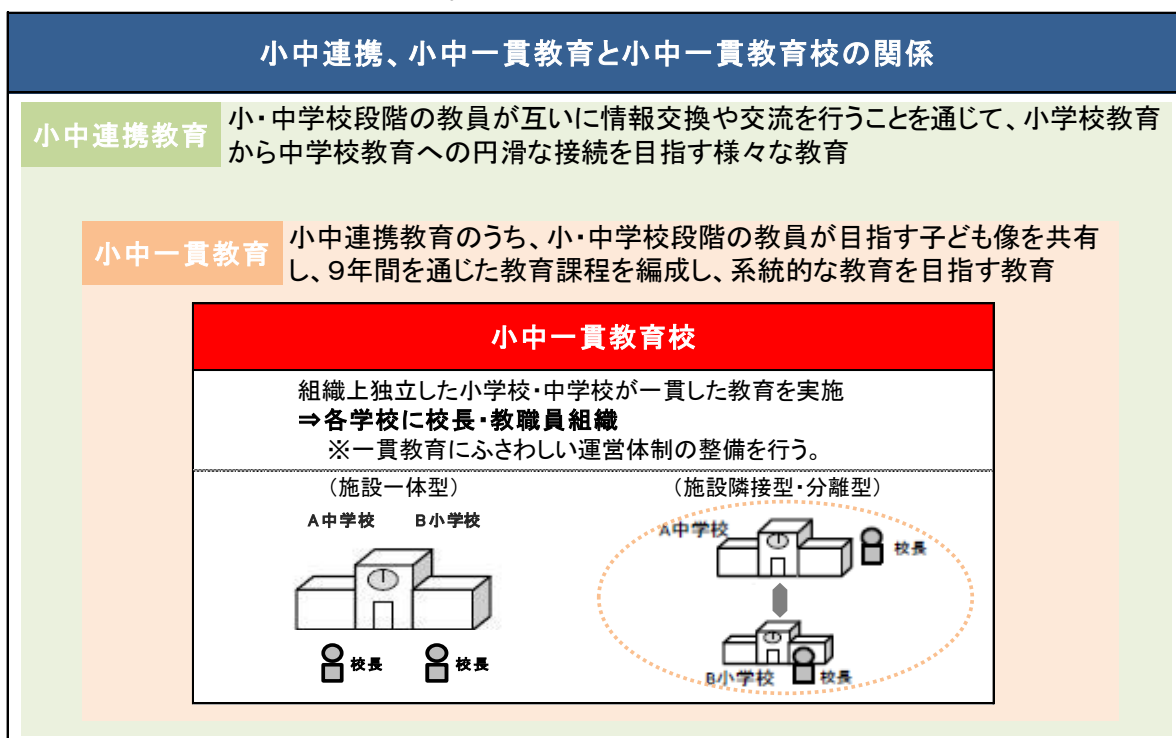 小中連携、小中一貫教育と小中一貫教育校の関係
小中連携教育
小・中学校段階の教員が互いに情報交換や交流を行うことを通じて、小学校教育
から中学校教育への円滑な接続を目指す様々な教育
小中一貫教育
小中連携教育のうち、小・中学校段階の教員が目指す子ども像を共有
し、9年間を通じた教育課程を編成し、系統的な教育を目指す教育
小中一貫教育校
組織上独立した小学校・中学校が一貫した教育を実施
⇒各学校に校長・教職員組織
※一貫教育にふさわしい運営体制の整備を行う。
(施設一体型)
A中学校 B小学校
校長 校長
(施設隣接型・分離型)
A中学校
校長
B小学校
校長